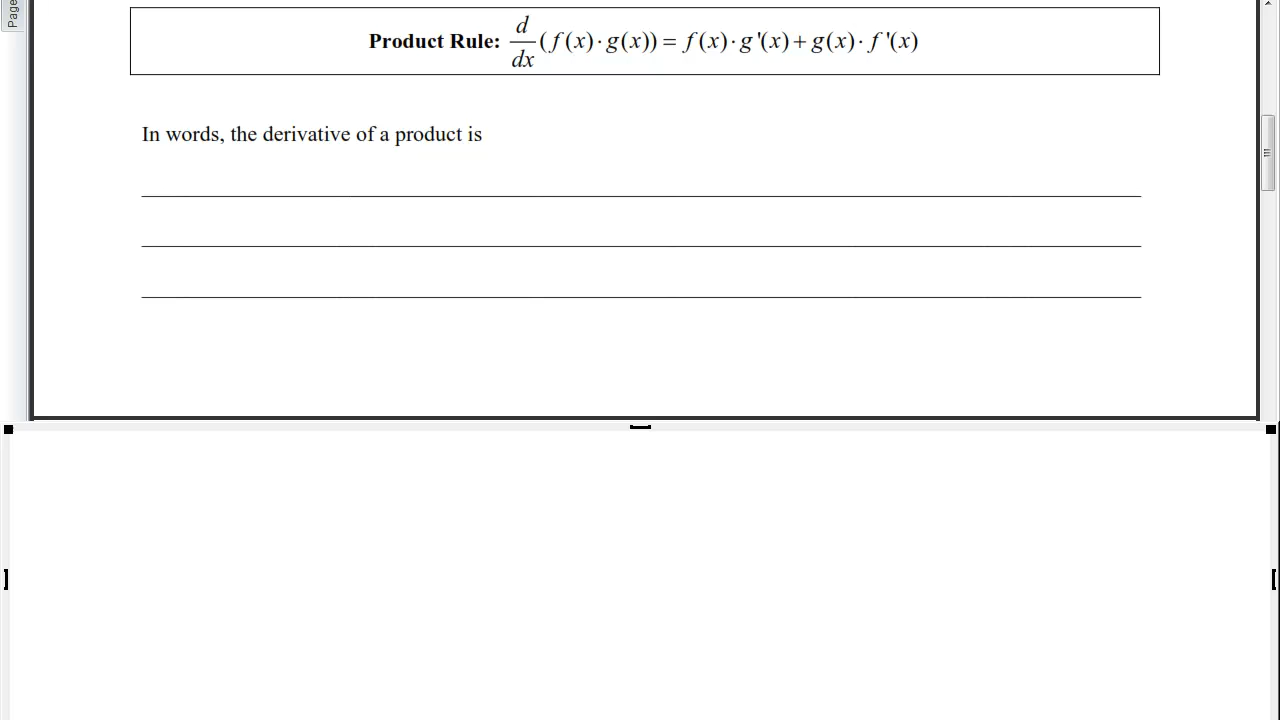 Page
Product Rule: d/dx (f(x)·g(x)) = f(x)·g'(x)+g(x)·f'(x)
In words, the derivative of a product is